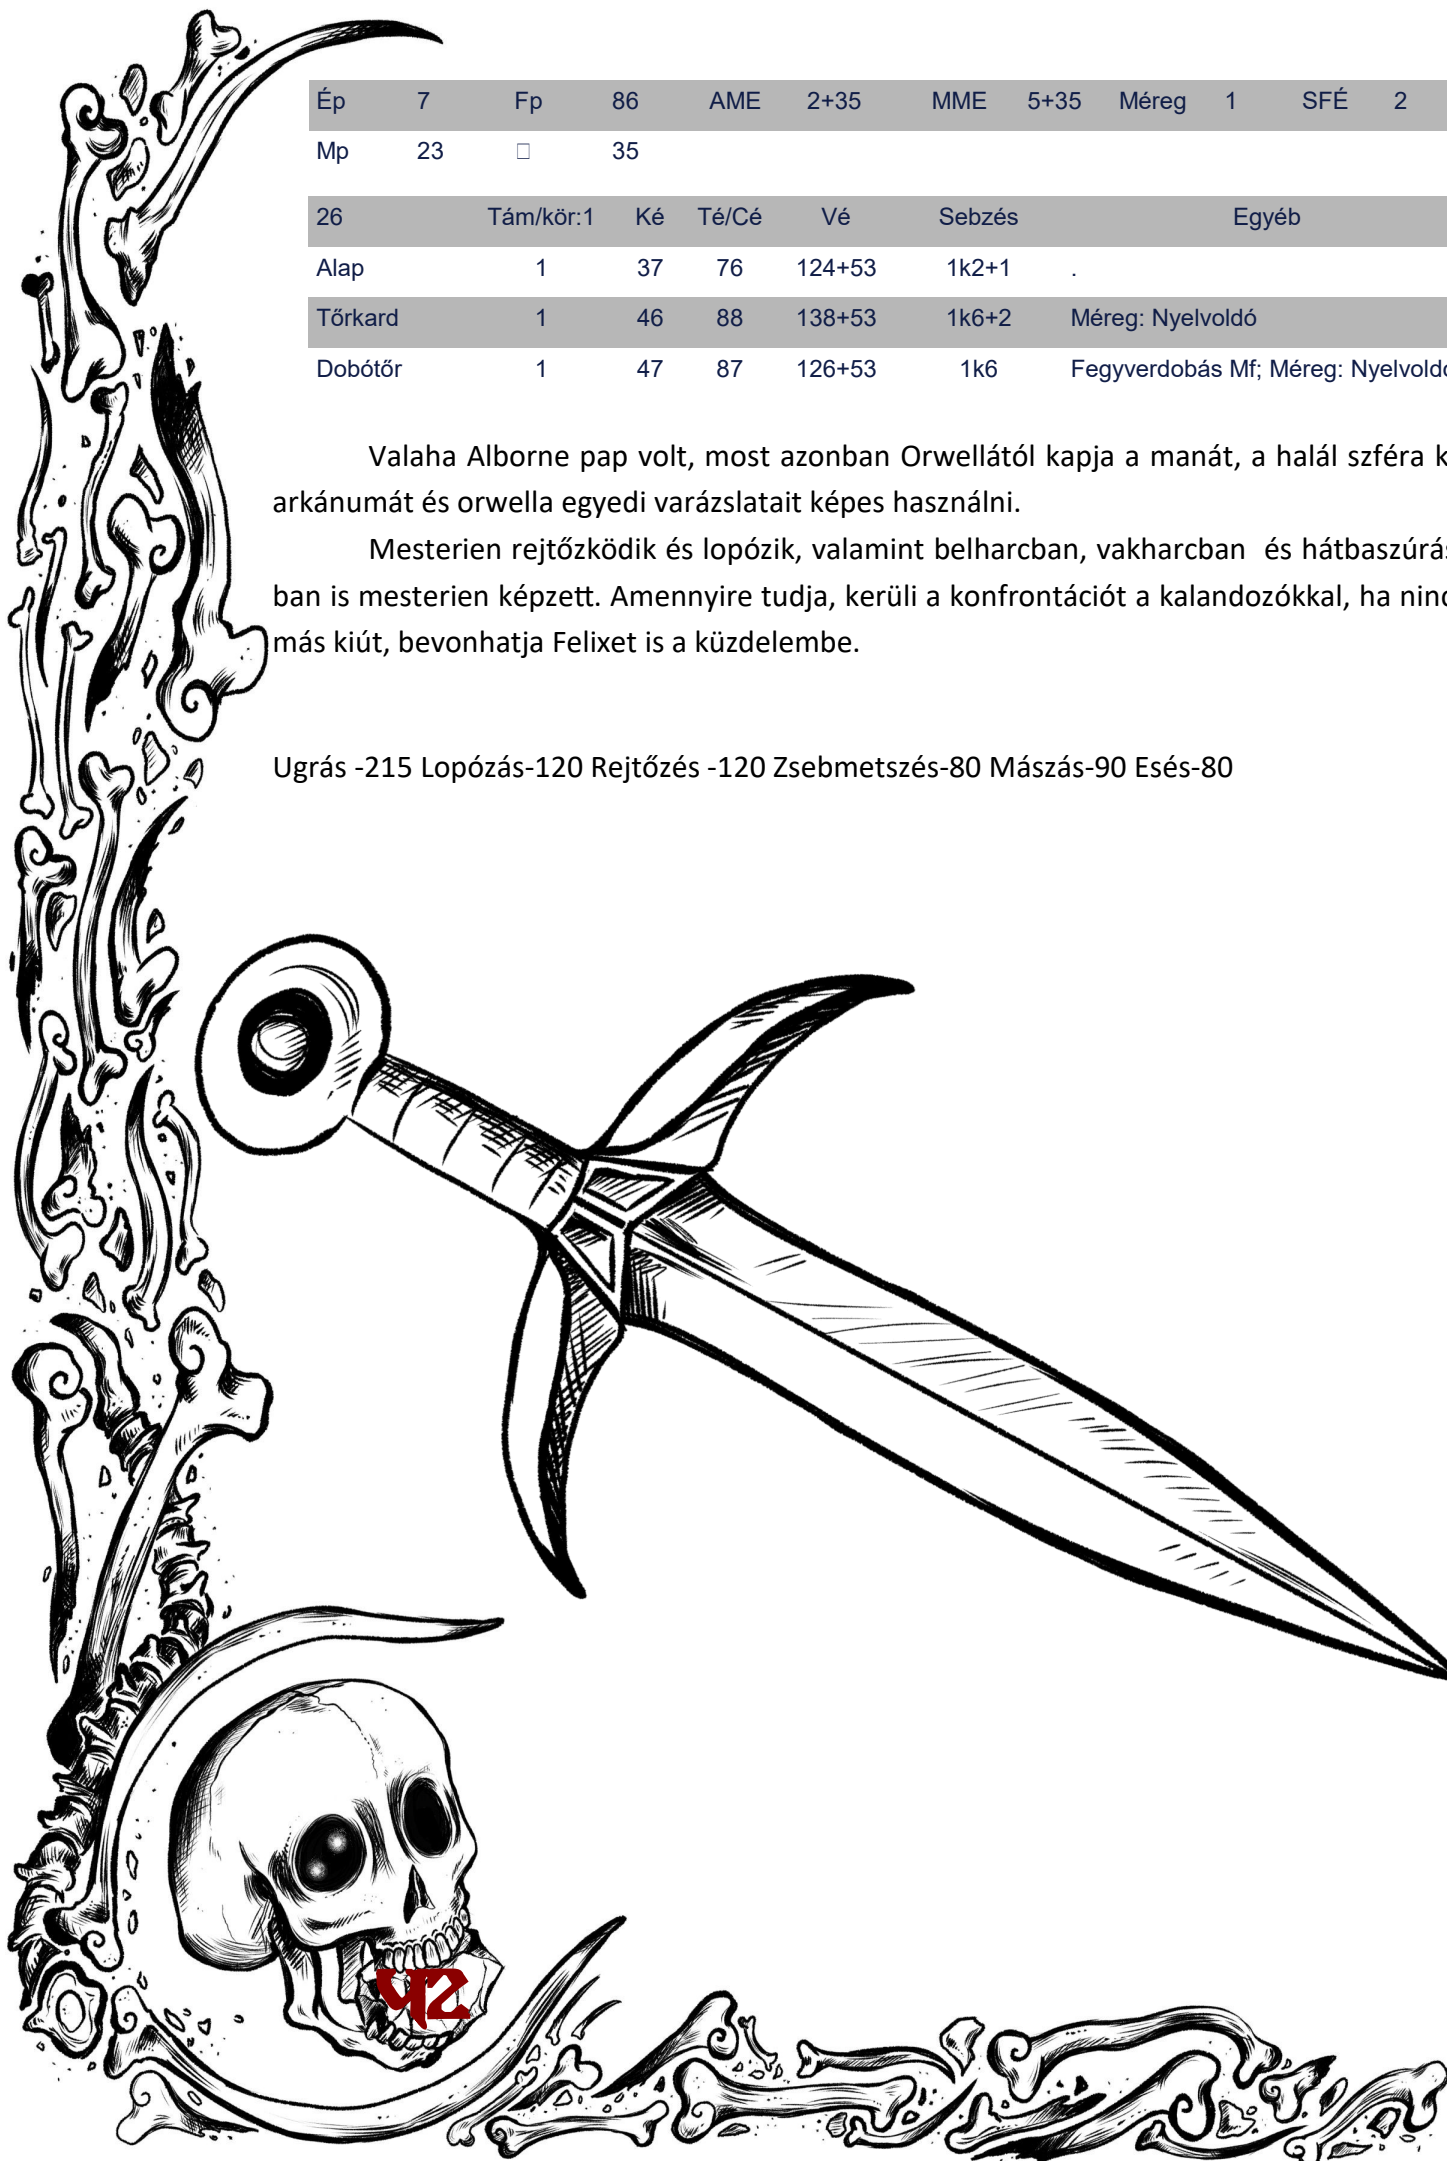 Ép 7 Fp 86 AME 2+35 MME 5+35 Méreg 1 SFÉ 2
Mp 23 □ 35
26 Tám/kör:1 Ké Té/Cé Vé Sebzés Egyéb
Alap 1 37 76 124+53 1k2+1 .
Tőrkard 1 46 88 138+53 1k6+2 Méreg: Nyelvoldó
Dobótőr 1 47 87 126+53 1k6 Fegyverdobás Mf; Méreg:
Valaha Alborne pap volt, most azonban Orwellától kapja a manát, a halál szféra
arkánumát és orwella egyedi varázslatait képes használni.
Mesterien rejtőzködik és lopózik, valamint belharcban, vakharcban és hátbaszúrás
ban is mesterien képzett. Amennyire tudja, kerüli a konfrontációt a kalandozókkal, ha
más kiút, bevonhatja Felixet is a küzdelembe.
Ugrás -215 Lopózás-120 Rejtőzés -120 Zsebmetszés-80 Mászás-90 Esés-80
42